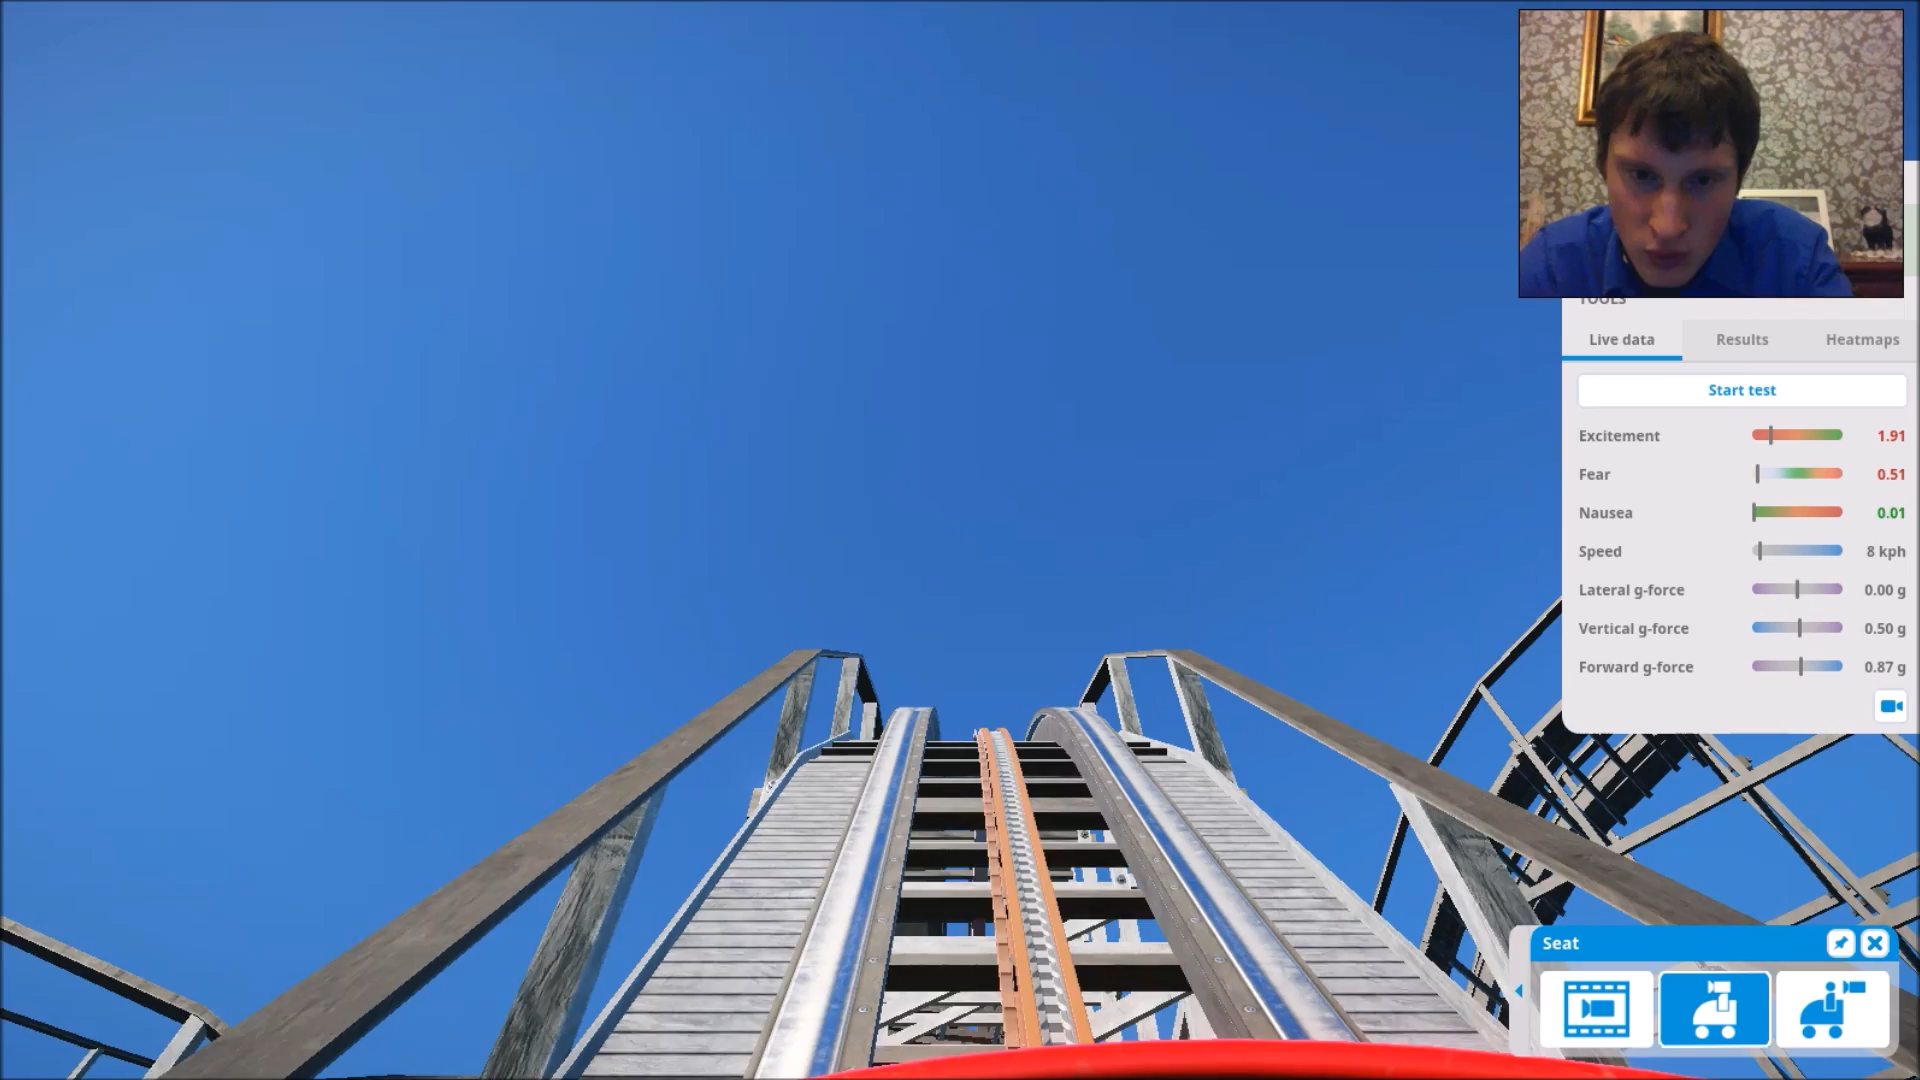 TOOLS
Live data Results Heatmaps
Start test
Excitement 1.91
Fear 0.51
Nausea 0.01
Speed 8 kph
Lateral g-force 0.00 g
Vertical g-force 0.50 g
Forward g-force 0.87 g
Seat